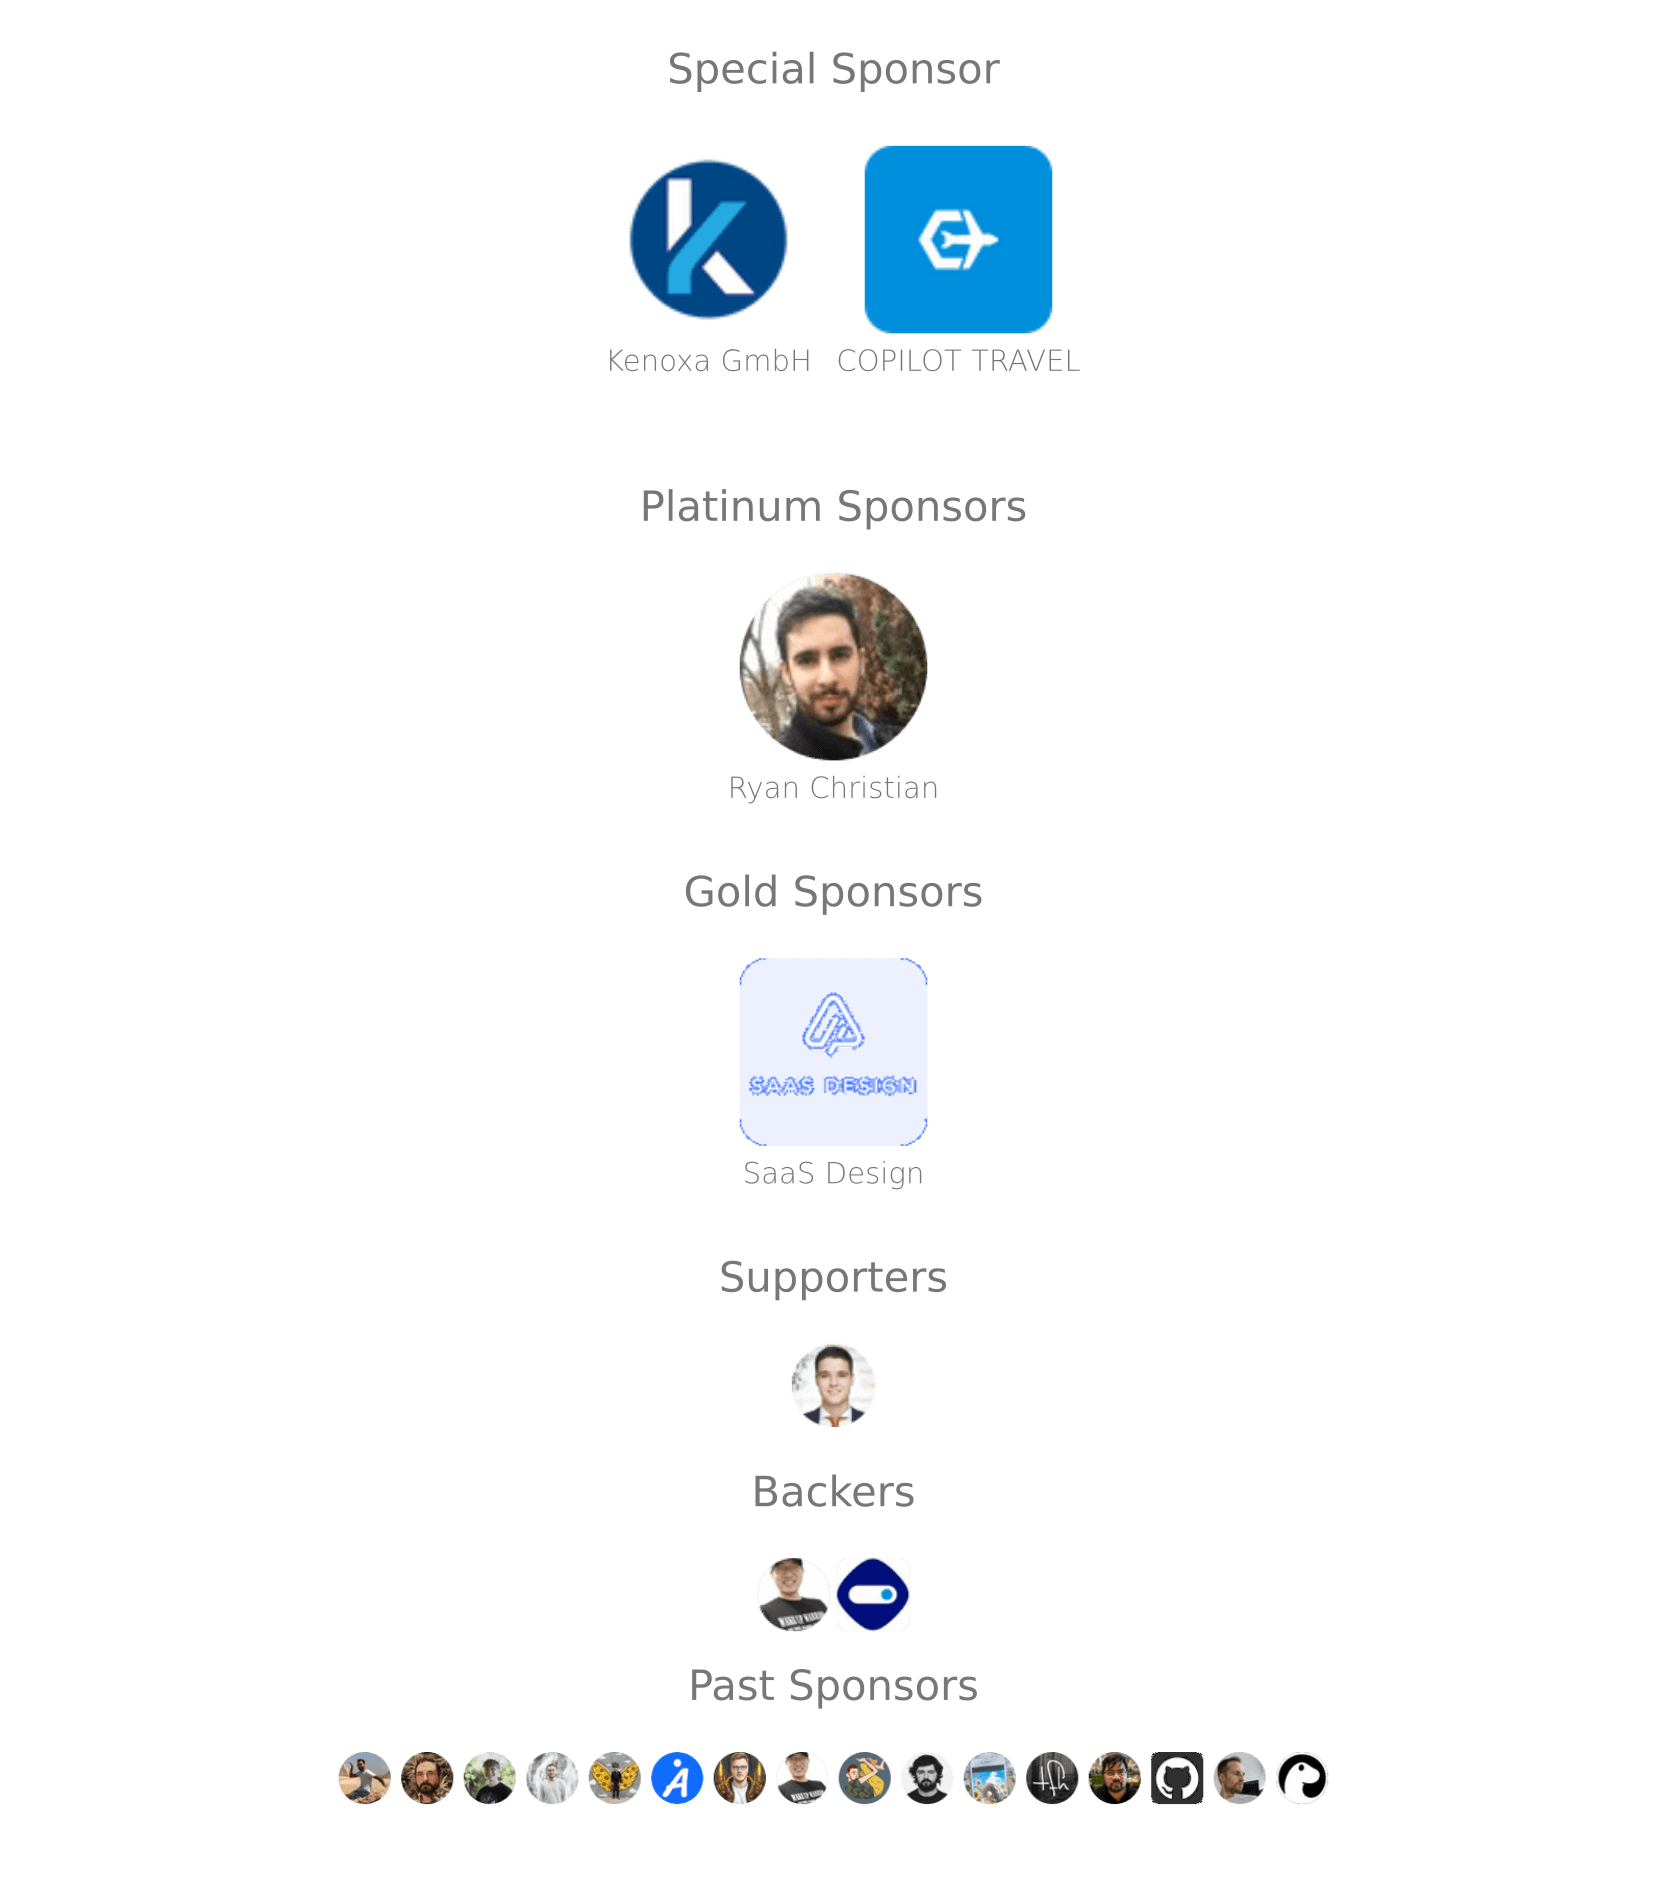 Special Sponsor
Kenoxa GmbH COPILOT TRAVEL
Platinum Sponsors
Ryan Christian
Gold Sponsors
SAAS DESIGN
SaaS Design
Supporters
Backers
Past Sponsors
tfh